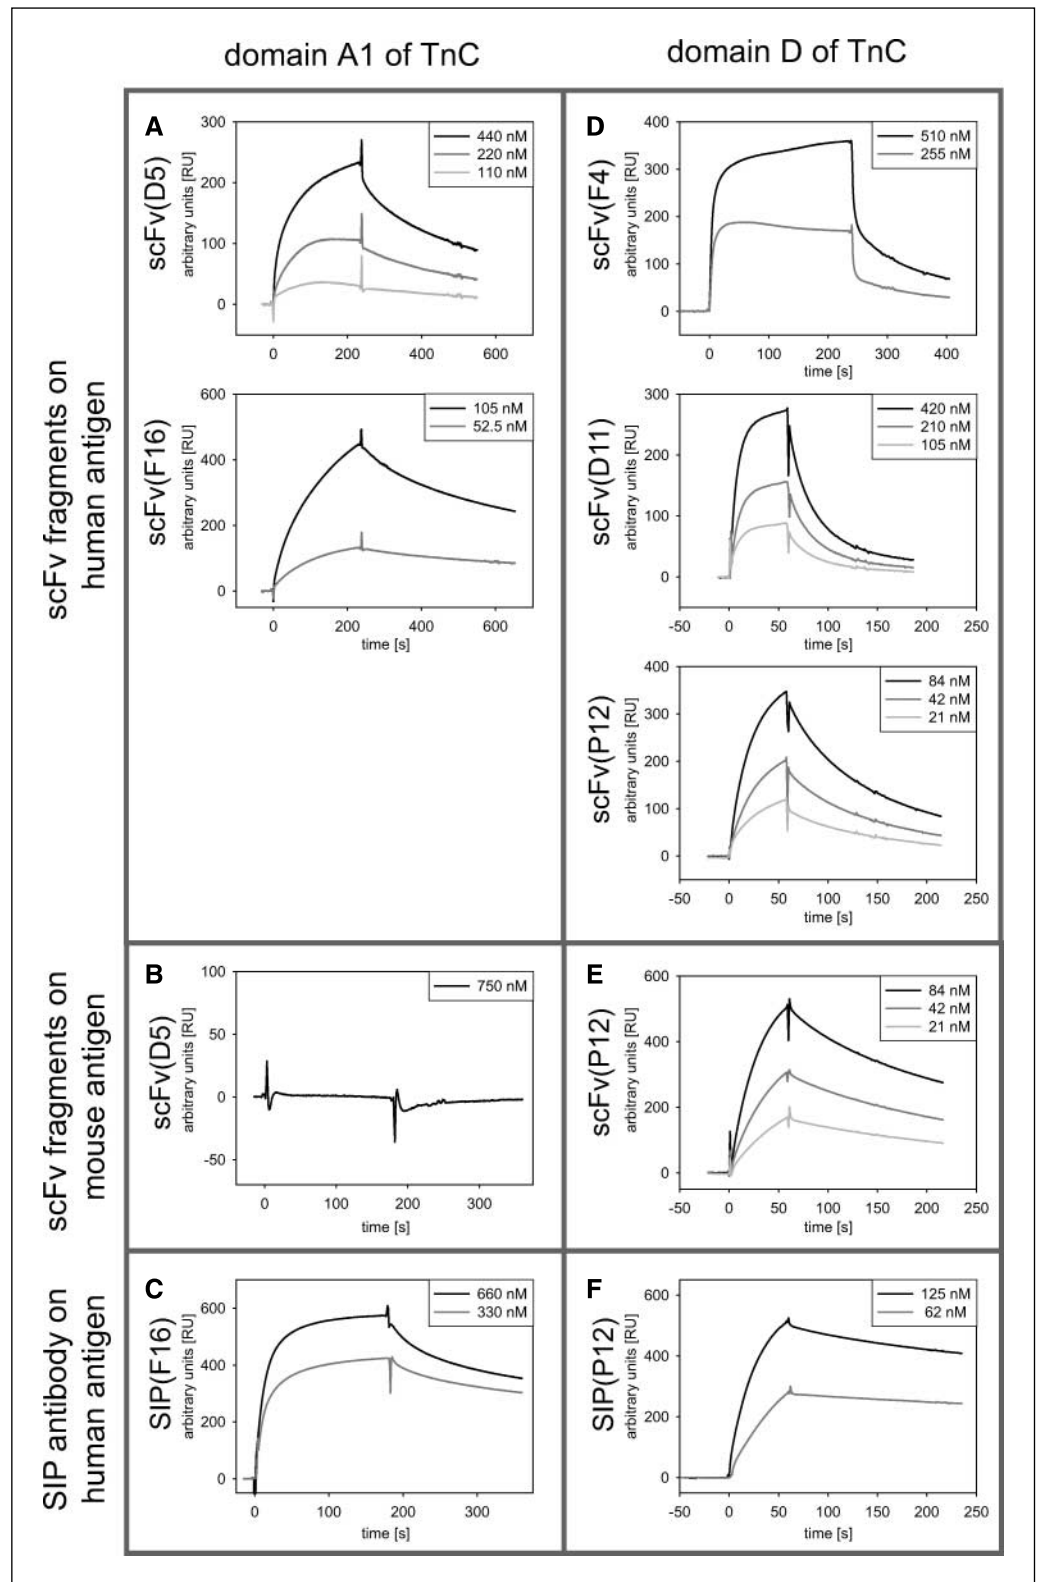 domain A1 of TnC
domain D of TnC
scFv fragments on
human antigen
A
scFv(D5)
arbitrary units [RU]
300
200
100
0
440 nM
220 nM
110 nM
0 200 400 600
scFv(F16)
arbitrary units [RU]
600
400
200
0
105 nM
52.5 nM
0 200 400 600
time [s]
D
scFv(F4)
arbitrary units [RU]
400
300
200
100
0
510 nM
255 nM
0 100 200 300 400
time [s]
scFv(D11)
arbitrary units [RU]
300
200
100
0
420 nM
210 nM
105 nM
-50 0 50 100 150 200 250
time [s]
scFv(P12)
arbitrary units [RU]
400
300
200
100
0
84 nM
42 nM
21 nM
-50 0 50 100 150 200 250
time [s]
scFv fragments on
mouse antigen
B
scFv(D5)
arbitrary units [RU]
100
50
0
-50
750 nM
0 100 200 300
time [s]
E
scFv(P12)
arbitrary units [RU]
600
400
200
0
84 nM
42 nM
21 nM
-50 0 50 100 150 200 250
time [s]
SIP antibody on
human antigen
C
SIP(F16)
arbitrary units [RU]
600
400
200
0
660 nM
330 nM
0 100 200 300
time [s]
F
SIP(P12)
arbitrary units [RU]
600
400
200
0
125 nM
62 nM
-50 0 50 100 150 200 250
time [s]